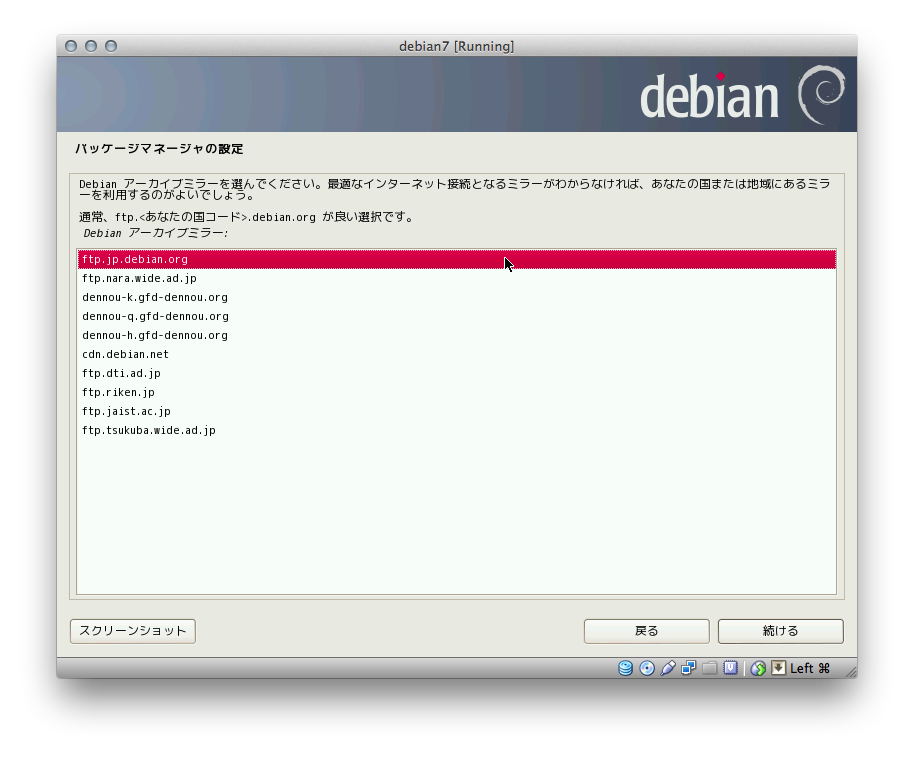 debian7 [Running]
debian
パッケージマネージャの設定
Debian アーカイブミラーを選んでください。最適なインターネット接続となるミラーがわからなければ、あなたの国または地域にあるミラ
ーを利用するのがよいでしょう。
通常、ftp.<あなたの国コード>.debian.org が良い選択です。
Debian アーカイブミラー:
ftp.jp.debian.org
ftp.nara.wide.ad.jp
dennou-k.gfd-dennou.org
dennou-q.gfd-dennou.org
dennou-h.gfd-dennou.org
cdn.debian.net
ftp.dti.ad.jp
ftp.riken.jp
ftp.jaist.ac.jp
ftp.tsukuba.wide.ad.jp
スクリーンショット
戻る
続ける
Left ⌘